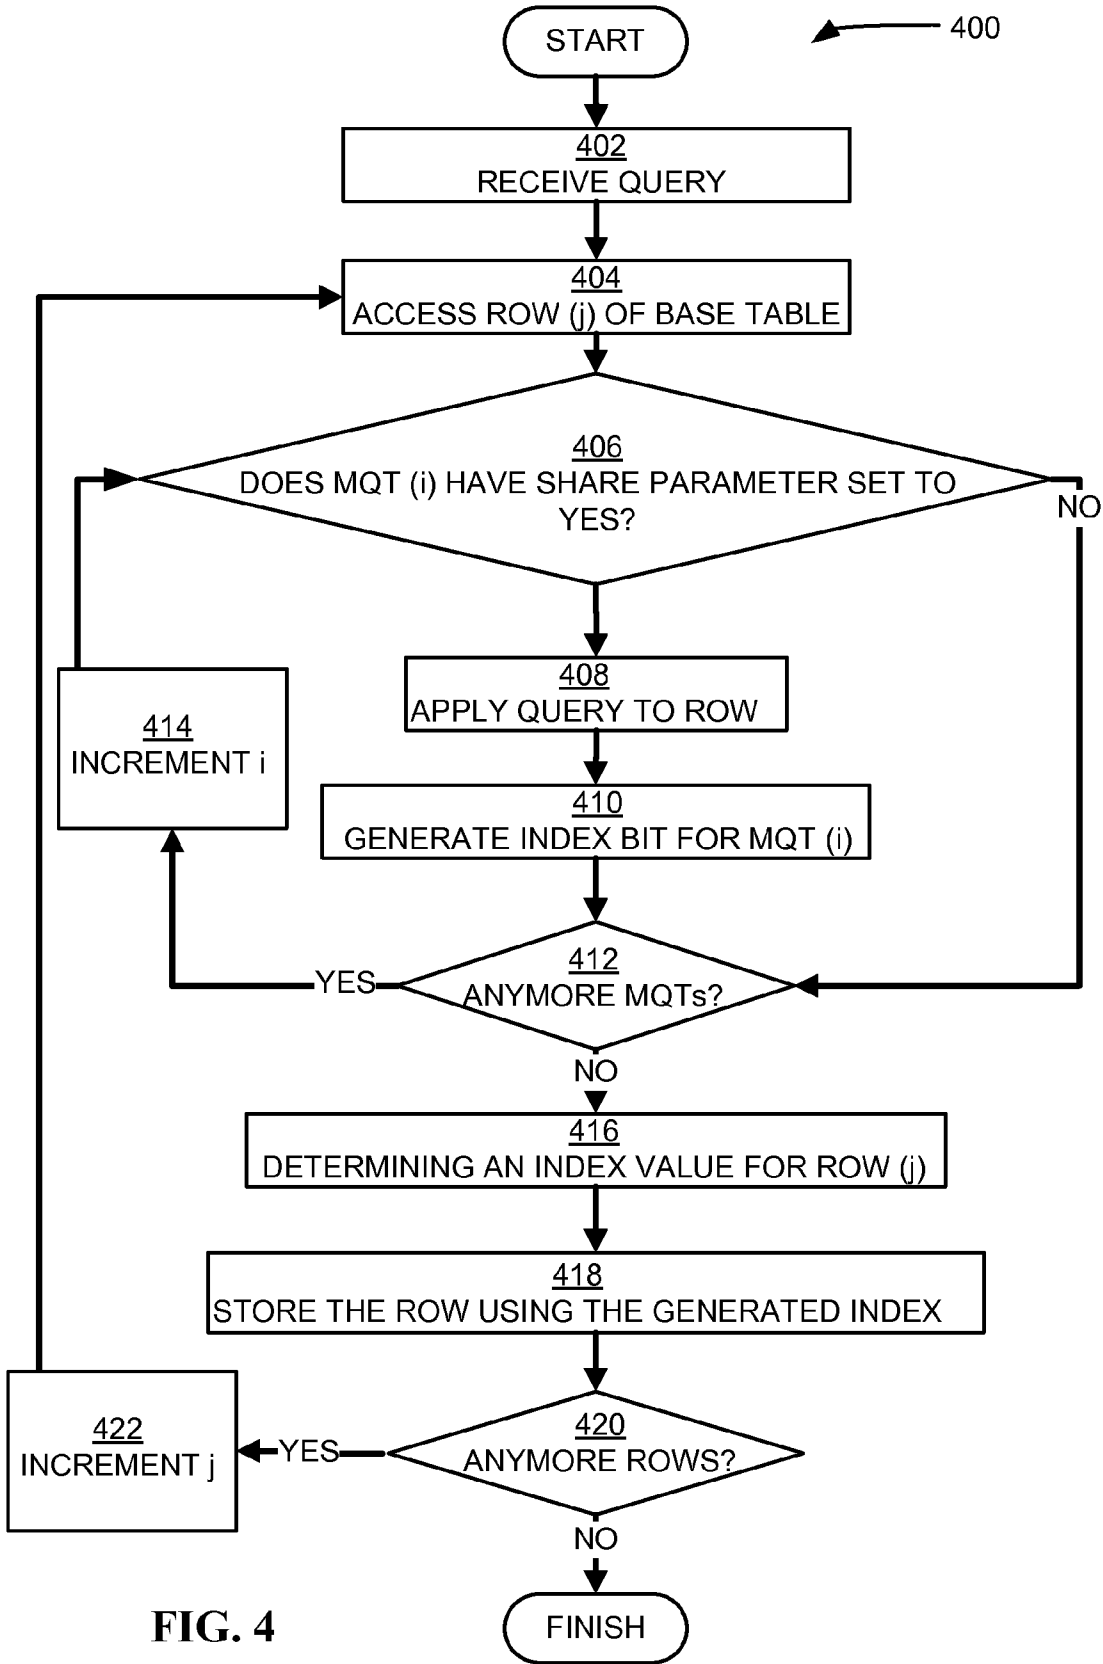 START
400
402
RECEIVE QUERY
404
ACCESS ROW (j) OF BASE TABLE
406
DOES MQT (i) HAVE SHARE PARAMETER SET TO
YES?
NO
408
APPLY QUERY TO ROW
414
INCREMENT i
410
GENERATE INDEX BIT FOR MQT (i)
412
ANYMORE MQTs?
YES
NO
416
DETERMINING AN INDEX VALUE FOR ROW (j)
418
STORE THE ROW USING THE GENERATED INDEX
420
ANYMORE ROWS?
YES
422
INCREMENT j
NO
FINISH
FIG. 4